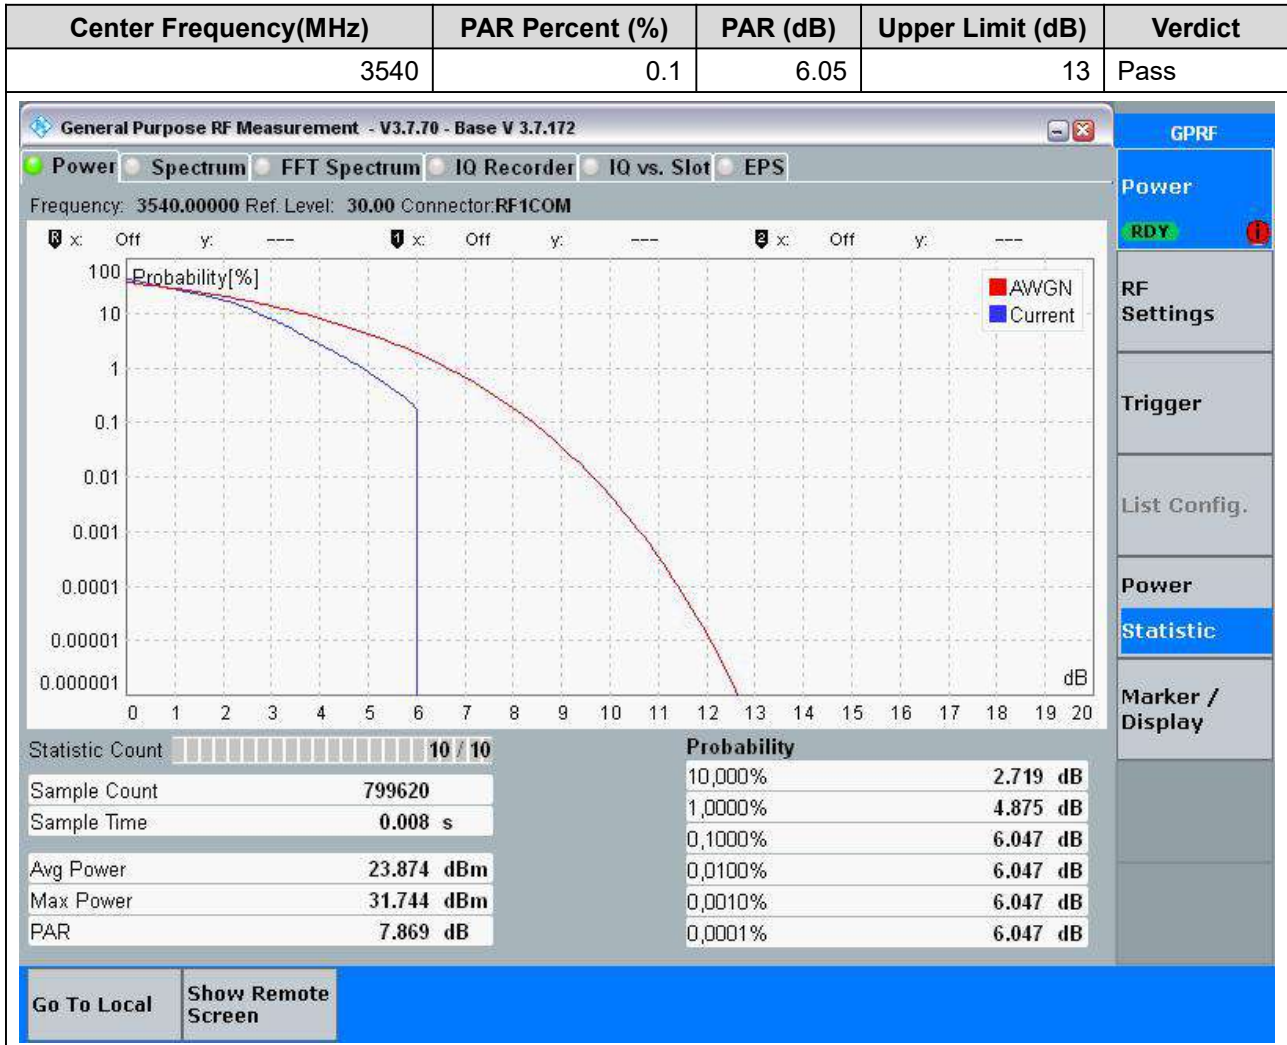 Center Frequency(MHz) PAR Percent (%) PAR (dB) Upper Limit (dB) Verdict
3540 0.1 6.05 13 Pass
General Purpose RF Measurement - V3.7.70 - Base V 3.7.172
GPRF
Power Spectrum FFT Spectrum IQ Recorder IQ vs. Slot EPS
Frequency: 3540.00000 Ref. Level: 30.00 Connector:RF1COM
R x: Off y: --- 1 x: Off y: --- 2 x: Off y: ---
Probability[%]
100
10
1
0.1
0.01
0.001
0.0001
0.00001
0.000001
AWGN
Current
dB
0 1 2 3 4 5 6 7 8 9 10 11 12 13 14 15 16 17 18 19 20
Statistic Count 10 / 10
Sample Count 799620
Sample Time 0.008 s
Avg Power 23.874 dBm
Max Power 31.744 dBm
PAR 7.869 dB
Probability
10,000% 2.719 dB
1,0000% 4.875 dB
0,1000% 6.047 dB
0,0100% 6.047 dB
0,0010% 6.047 dB
0,0001% 6.047 dB
Power
RDY i
RF
Settings
Trigger
List Config.
Power
Statistic
Marker /
Display
Go To Local
Show Remote
Screen